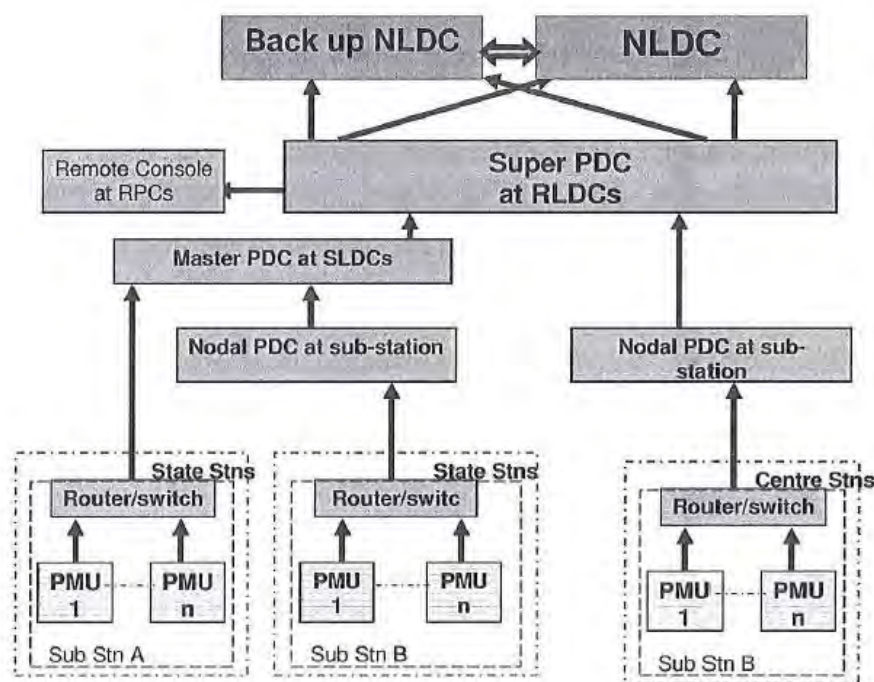 Back up NLDC
NLDC
Super PDC
at RLDCs
Remote Console
at RPCs
Master PDC at SLDCs
Nodal PDC at sub-station
Nodal PDC at sub-
station
State Stns
Router/switch
PMU
1
PMU
n
Sub Stn A
State Stns
Router/switc
PMU
1
PMU
n
Sub Stn B
Centre Stns
Router/switch
PMU
1
PMU
n
Sub Stn B